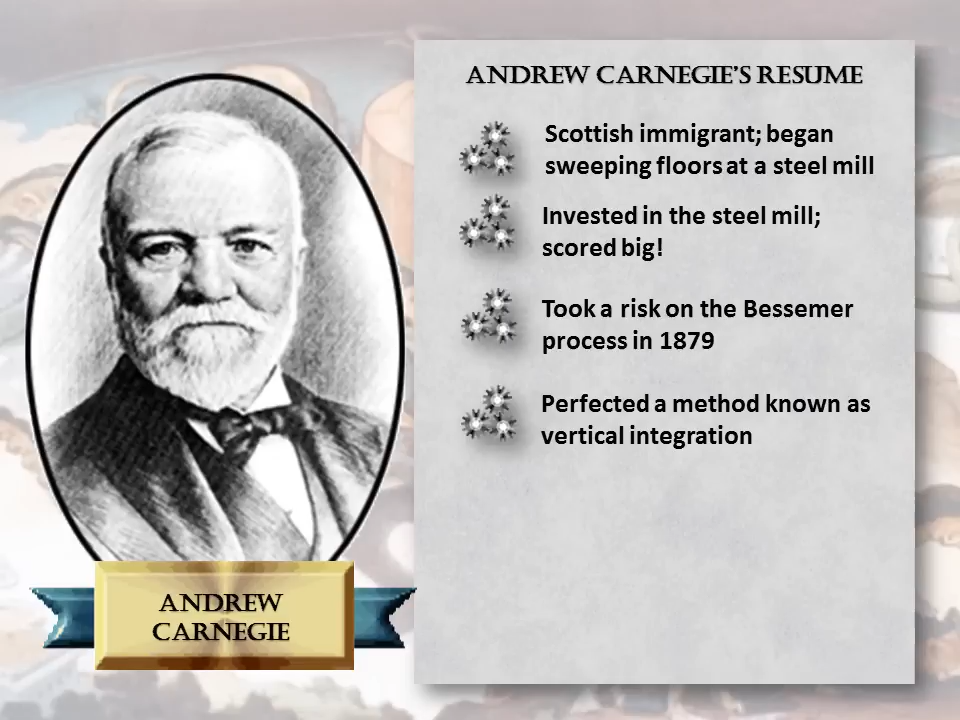 ANDREW CARNEGIE'S RESUME
Scottish immigrant; began
sweeping floors at a steel mill
Invested in the steel mill;
scored big!
Took a risk on the Bessemer
process in 1879
Perfected a method known as
vertical integration
ANDREW
CARNEGIE